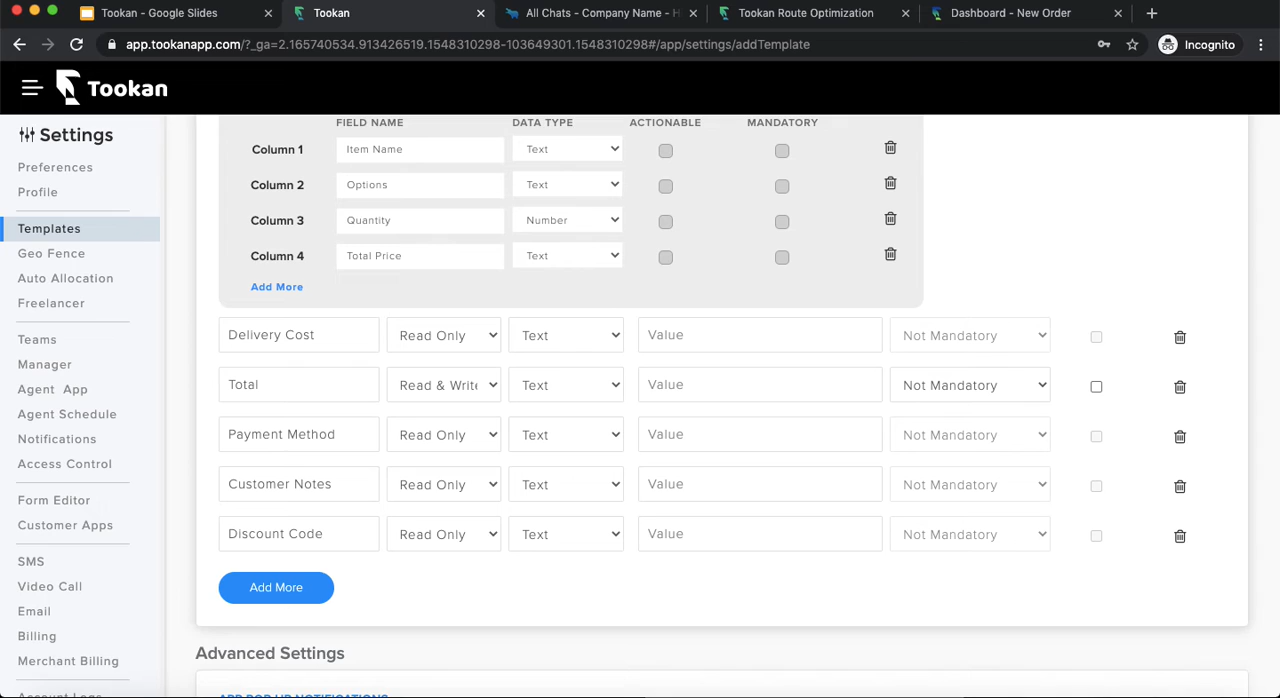 Tookan - Google Slides
Tookan
All Chats - Company Name - H
Tookan Route Optimization
Dashboard - New Order
app.tookanapp.com/?_ga=2.165740534.913426519.1548310298-103649301.1548310298#/app/settings/addTemplate
Incognito
Tookan
Settings
Preferences
Profile
Templates
Geo Fence
Auto Allocation
Freelancer
Teams
Manager
Agent App
Agent Schedule
Notifications
Access Control
Form Editor
Customer Apps
SMS
Video Call
Email
Billing
Merchant Billing
Account Logs
FIELD NAME DATA TYPE ACTIONABLE MANDATORY
Column 1 Item Name Text
Column 2 Options Text
Column 3 Quantity Number
Column 4 Total Price Text
Add More
Delivery Cost Read Only Text Value Not Mandatory
Total Read & Write Text Value Not Mandatory
Payment Method Read Only Text Value Not Mandatory
Customer Notes Read Only Text Value Not Mandatory
Discount Code Read Only Text Value Not Mandatory
Add More
Advanced Settings
APP POP UP NOTIFICATIONS